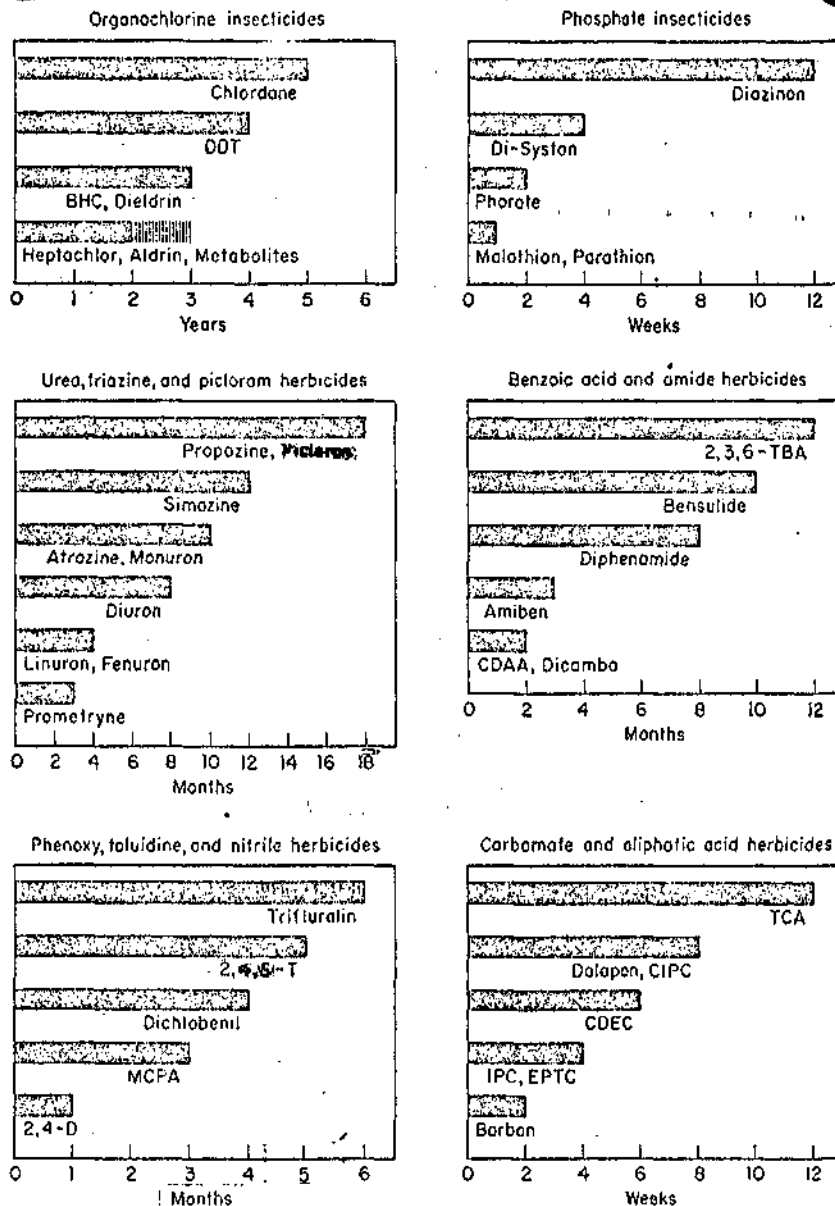 Organochlorine insecticides
Chlordane
DDT
BHC, Dieldrin
Heptachlor, Aldrin, Metabolites
0 1 2 3 4 5 6
Years
Phosphate insecticides
Diazinon
Di-Syston
Phorate
Malathion, Parathion
0 2 4 6 8 10 12
Weeks
Urea, triazine, and picloram herbicides
Propazine,
Simazine
Atrazine, Monuron
Diuron
Linuron, Fenuron
Prometryne
0 2 4 6 8 10 12 14 16 18
Months
Benzoic acid and amide herbicides
2,3,6-TBA
Bensulide
Diphenamide
Amiben
CDAA, Dicamba
0 2 4 6 8 10 12
Months
Phenoxy, toluidine, and nitrile herbicides
Trifluralin
2,4,5-T
Dichlobenil
MCPA
2,4-D
0 1 2 3 4 5 6
Months
Carbamate and aliphatic acid herbicides
TCA
Dalapon, CIPC
CDEC
IPC, EPTC
Barban
0 2 4 6 8 10 12
Weeks